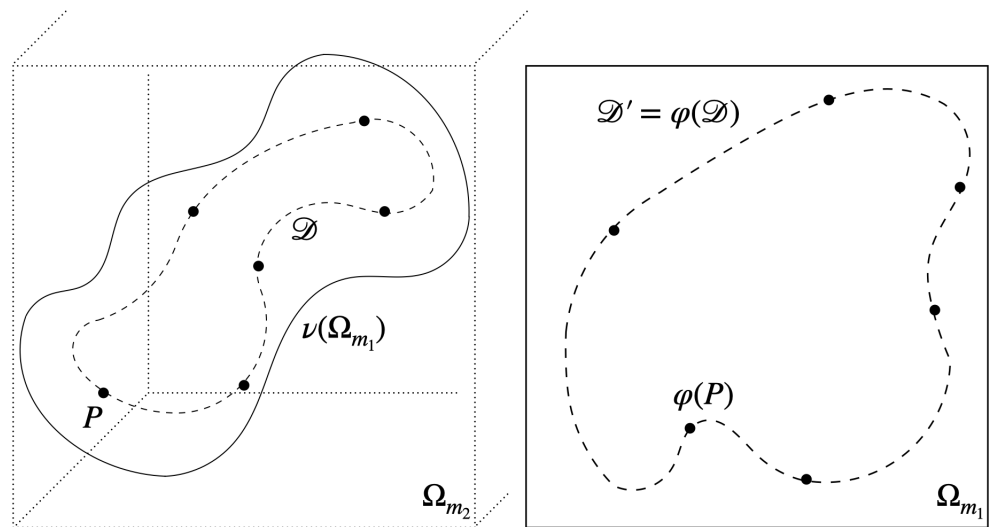 𝒟
ν(Ω_{m_1})
P
Ω_{m_2}
𝒟′ = φ(𝒟)
φ(P)
Ω_{m_1}